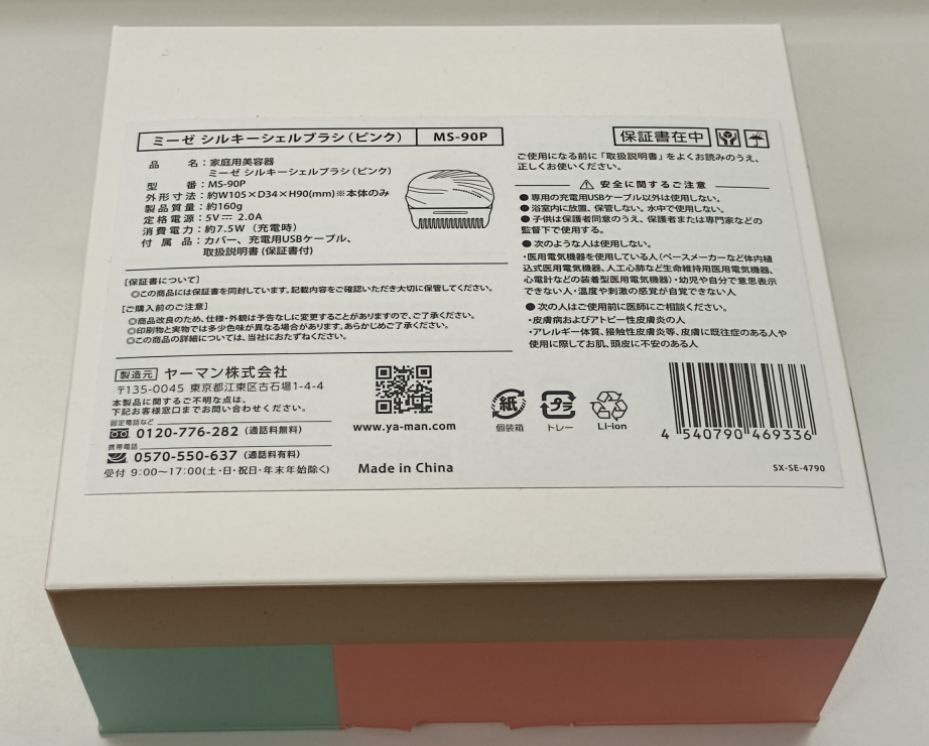 ミーゼ シルキーシェルブラシ(ピンク) MS-90P
品 名：家庭用美容器
ミーゼ シルキーシェルブラシ(ピンク)
型 番：MS-90P
外形寸法：約W105×D34×H90(mm)※本体のみ
製品質量：約160g
定格電源：5V⎓ 2.0A
消費電力：約7.5W（充電時）
付属品：カバー、充電用USBケーブル、
取扱説明書(保証書付)
[保証書について]
◎この商品には保証書を同封しています。記載内容をご確認いただき大切に保管してください。
[ご購入前のご注意]
◎商品改良のため、仕様・外観は予告なしに変更することがありますので、ご了承ください。
◎印刷物と実物では多少色味が異なる場合があります。あらかじめご了承ください。
◎この商品の詳細については、当社におたずねください。
製造元 ヤーマン株式会社
〒135-0045 東京都江東区古石場1-4-4
本製品に関するご不明な点は、
下記お客様窓口までお問い合わせください。
固定電話など
0120-776-282（通話料無料）
携帯電話
0570-550-637（通話料有料）
受付 9:00〜17:00(土・日・祝日・年末年始除く)
www.ya-man.com
Made in China
保証書在中
ご使用になる前に「取扱説明書」をよくお読みのうえ、
正しくお使いください。
⚠ 安全に関するご注意
●専用の充電用USBケーブル以外は使用しない。
●浴室内に放置、保管しない。水中で使用しない。
●子供は保護者同意のうえ、保護者または専門家などの
監督下で使用する。
●次のような人は使用しない。
・医用電気機器を使用している人(ペースメーカーなど体内植
込式医用電気機器、人工心肺など生命維持用医用電気機器、
心電計などの装着型医用電気機器)・幼児や自分で意思表示
できない人・温度や刺激の感覚が自覚できない人
●次の人はご使用前に医師にご相談ください。
・皮膚病およびアトピー性皮膚炎の人
・アレルギー体質、接触性皮膚炎等、皮膚に既往症のある人や
使用に際してお肌、頭皮に不安のある人
紙 プラ
個装箱 トレー Li-ion
4 540790 469336
SX-SE-4790